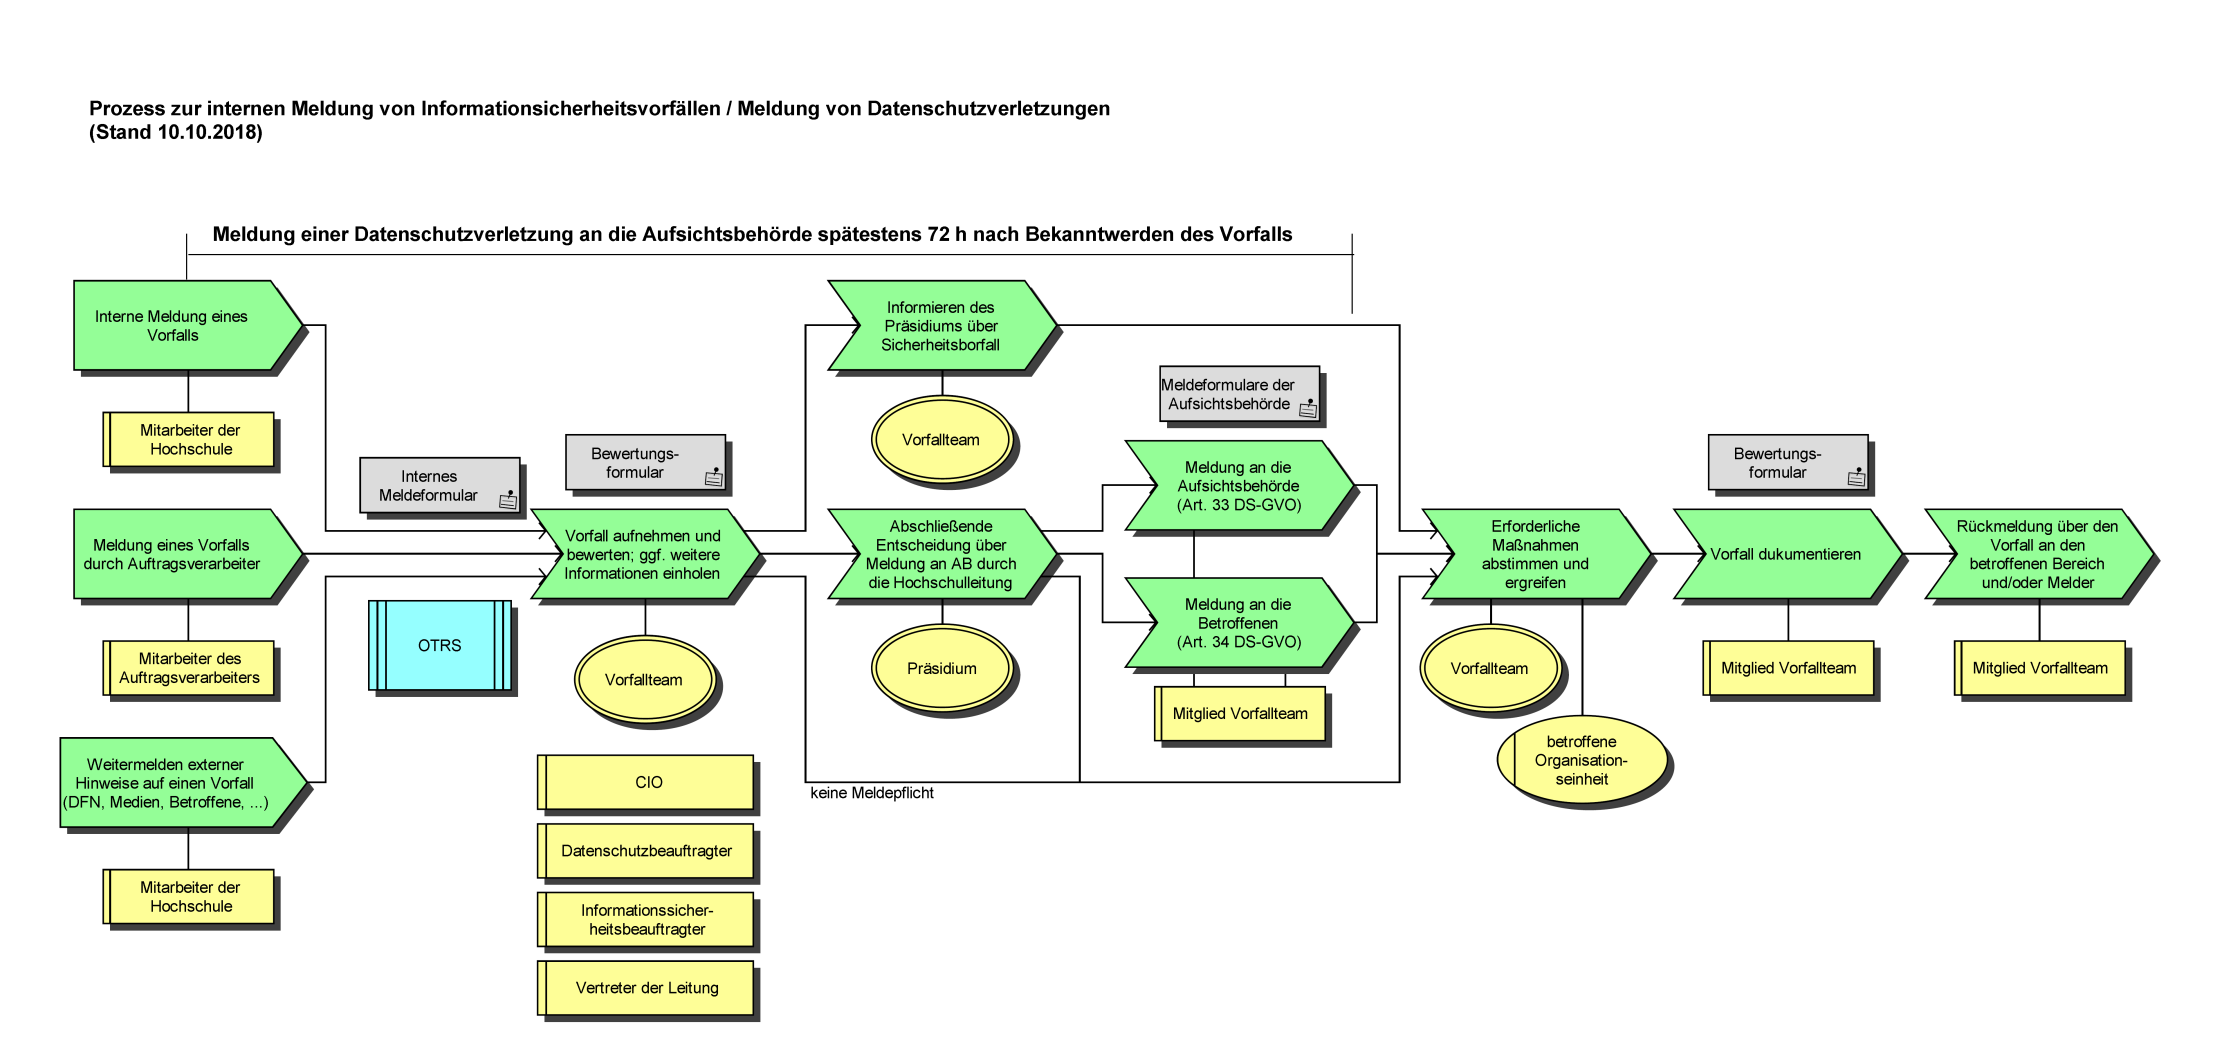 Prozess zur internen Meldung von Informationsicherheitsvorfällen / Meldung von Datenschutzverletzungen
(Stand 10.10.2018)
Meldung einer Datenschutzverletzung an die Aufsichtsbehörde spätestens 72 h nach Bekanntwerden des Vorfalls
Interne Meldung eines
Vorfalls
Mitarbeiter der
Hochschule
Meldung eines Vorfalls
durch Auftragsverarbeiter
Mitarbeiter des
Auftragsverarbeiters
Weitermelden externer
Hinweise auf einen Vorfall
(DFN, Medien, Betroffene, ...)
Mitarbeiter der
Hochschule
Internes
Meldeformular
OTRS
Bewertungs-
formular
Vorfall aufnehmen und
bewerten; ggf. weitere
Informationen einholen
Vorfallteam
CIO
Datenschutzbeauftragter
Informationssicher-
heitsbeauftragter
Vertreter der Leitung
Informieren des
Präsidiums über
Sicherheitsborfall
Vorfallteam
Abschließende
Entscheidung über
Meldung an AB durch
die Hochschulleitung
Präsidium
keine Meldepflicht
Meldeformulare der
Aufsichtsbehörde
Meldung an die
Aufsichtsbehörde
(Art. 33 DS-GVO)
Meldung an die
Betroffenen
(Art. 34 DS-GVO)
Mitglied Vorfallteam
Erforderliche
Maßnahmen
abstimmen und
ergreifen
Vorfallteam
betroffene
Organisation-
seinheit
Bewertungs-
formular
Vorfall dukumentieren
Mitglied Vorfallteam
Rückmeldung über den
Vorfall an den
betroffenen Bereich
und/oder Melder
Mitglied Vorfallteam